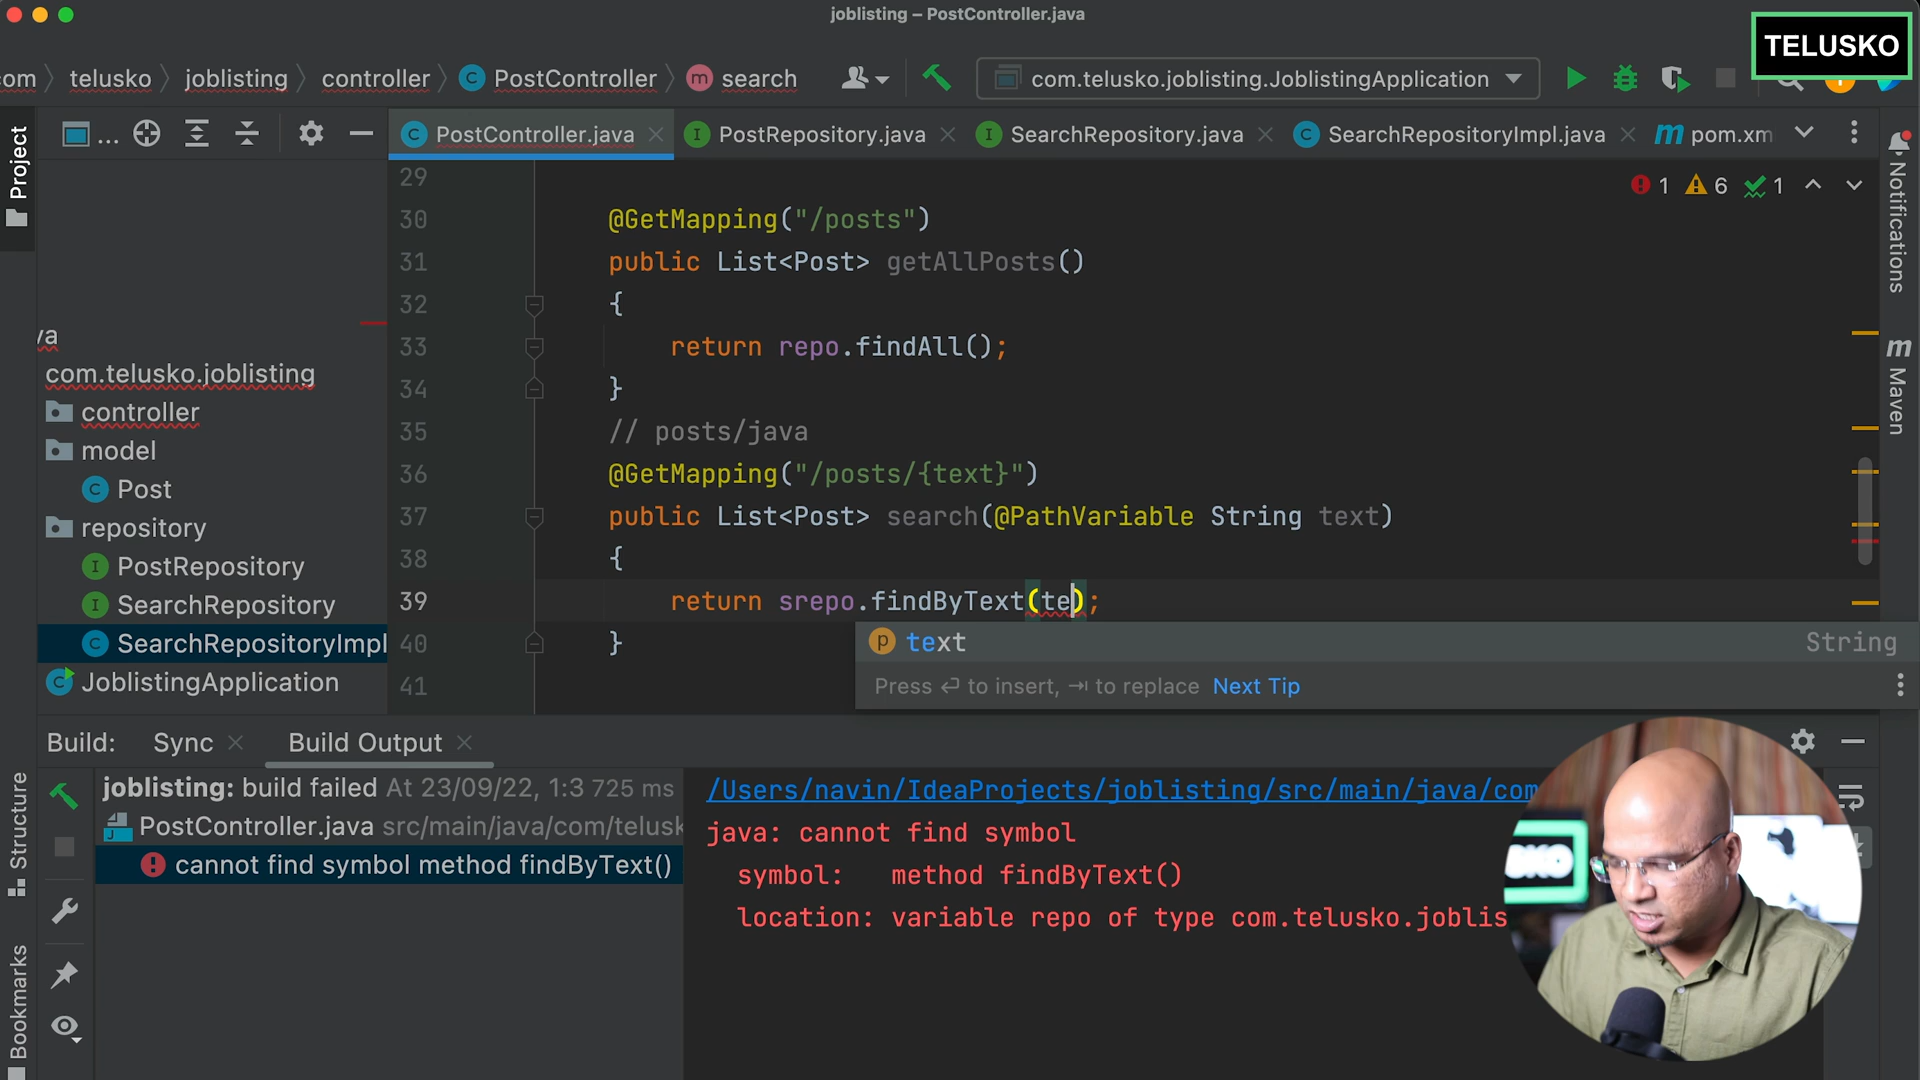 joblisting – PostController.java
TELUSKO
om telusko joblisting controller PostController search com.telusko.joblisting.JoblistingApplication
Project
... PostController.java PostRepository.java SearchRepository.java SearchRepositoryImpl.java pom.xm
1 6 1
Notifications
Maven
va
com.telusko.joblisting
controller
model
Post
repository
PostRepository
SearchRepository
SearchRepositoryImpl
JoblistingApplication
29
30 @GetMapping("/posts")
31 public List<Post> getAllPosts()
32 {
33 return repo.findAll();
34 }
35 // posts/java
36 @GetMapping("/posts/{text}")
37 public List<Post> search(@PathVariable String text)
38 {
39 return srepo.findByText(te);
40 }
41
text String
Press ↩ to insert, ⇥ to replace Next Tip
Build: Sync Build Output
joblisting: build failed At 23/09/22, 1:3 725 ms
PostController.java src/main/java/com/telusk
cannot find symbol method findByText()
/Users/navin/IdeaProjects/joblisting/src/main/java/com
java: cannot find symbol
symbol: method findByText()
location: variable repo of type com.telusko.joblis
Structure
Bookmarks